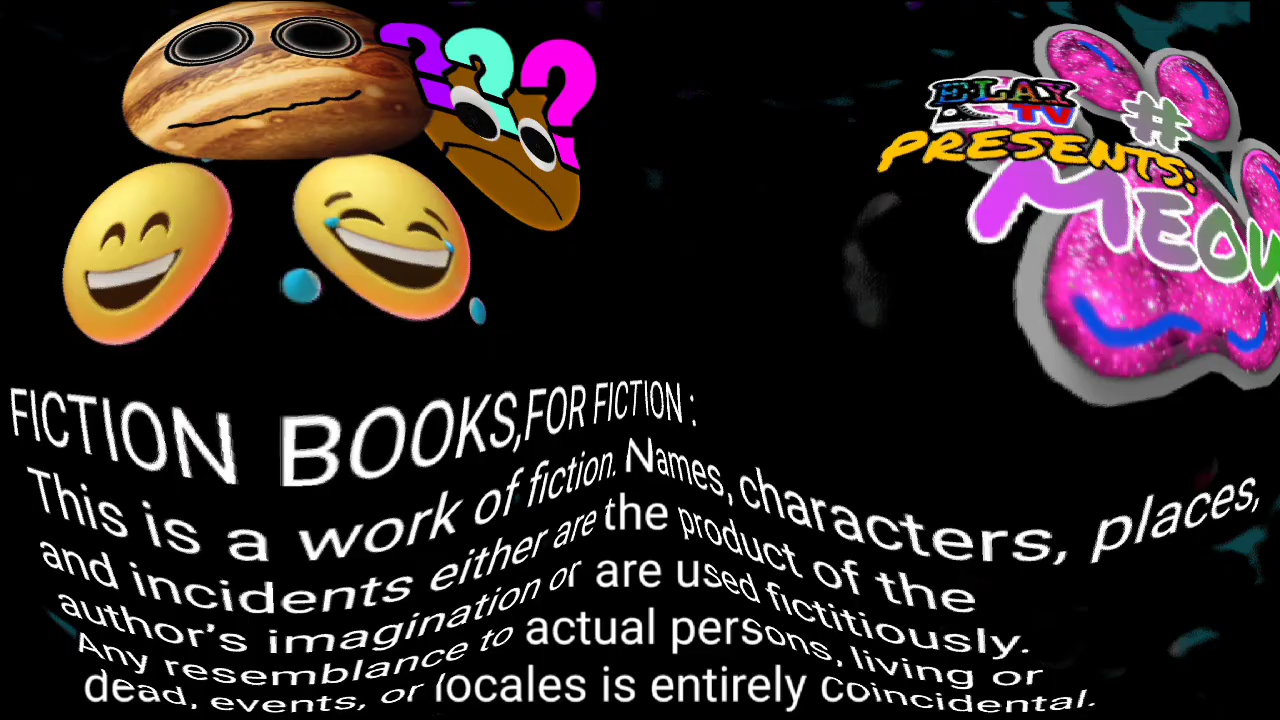 ???
ELAY
TV
PRESENTS:
#
MEOW
FICTION BOOKS,FOR FICTION :
This is a work of fiction. Names, characters, places,
and incidents either are the product of the
author’s imagination or are used fictitiously.
Any resemblance to actual persons, living or
dead, events, or locales is entirely coincidental.